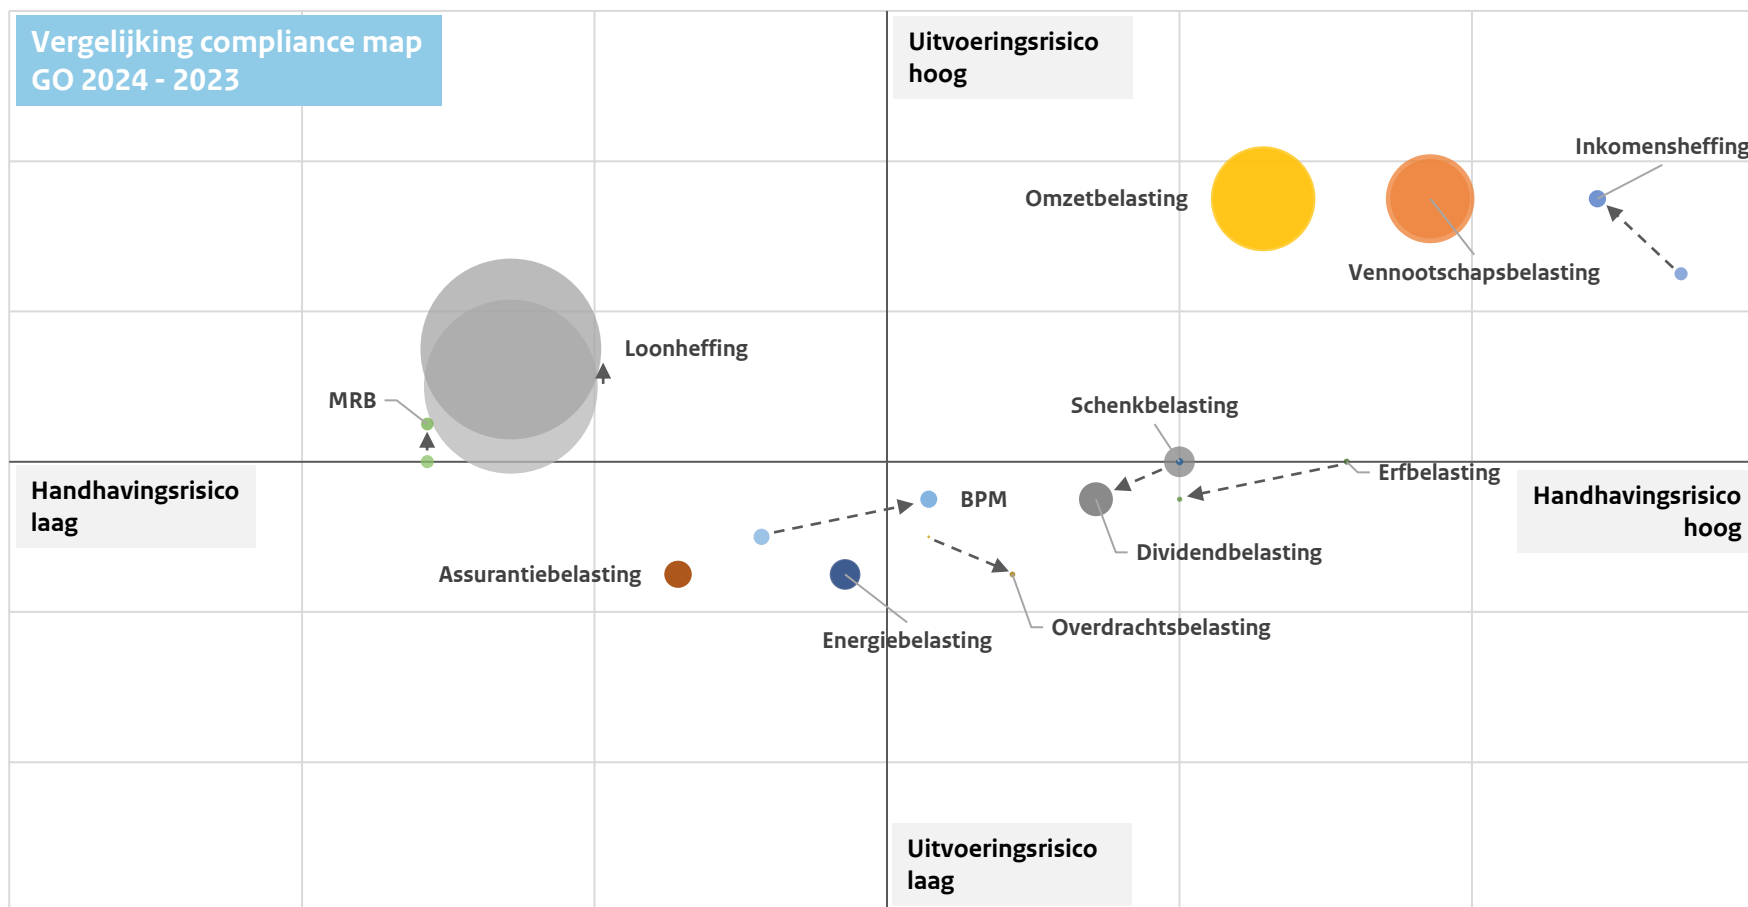 Vergelijking compliance map
GO 2024 - 2023
Uitvoeringsrisico
hoog
Inkomensheffing
Omzetbelasting
Vennootschapsbelasting
Loonheffing
MRB
Schenkbelasting
Erfbelasting
Handhavingsrisico
laag
Handhavingsrisico
hoog
BPM
Dividendbelasting
Assurantiebelasting
Overdrachtsbelasting
Energiebelasting
Uitvoeringsrisico
laag